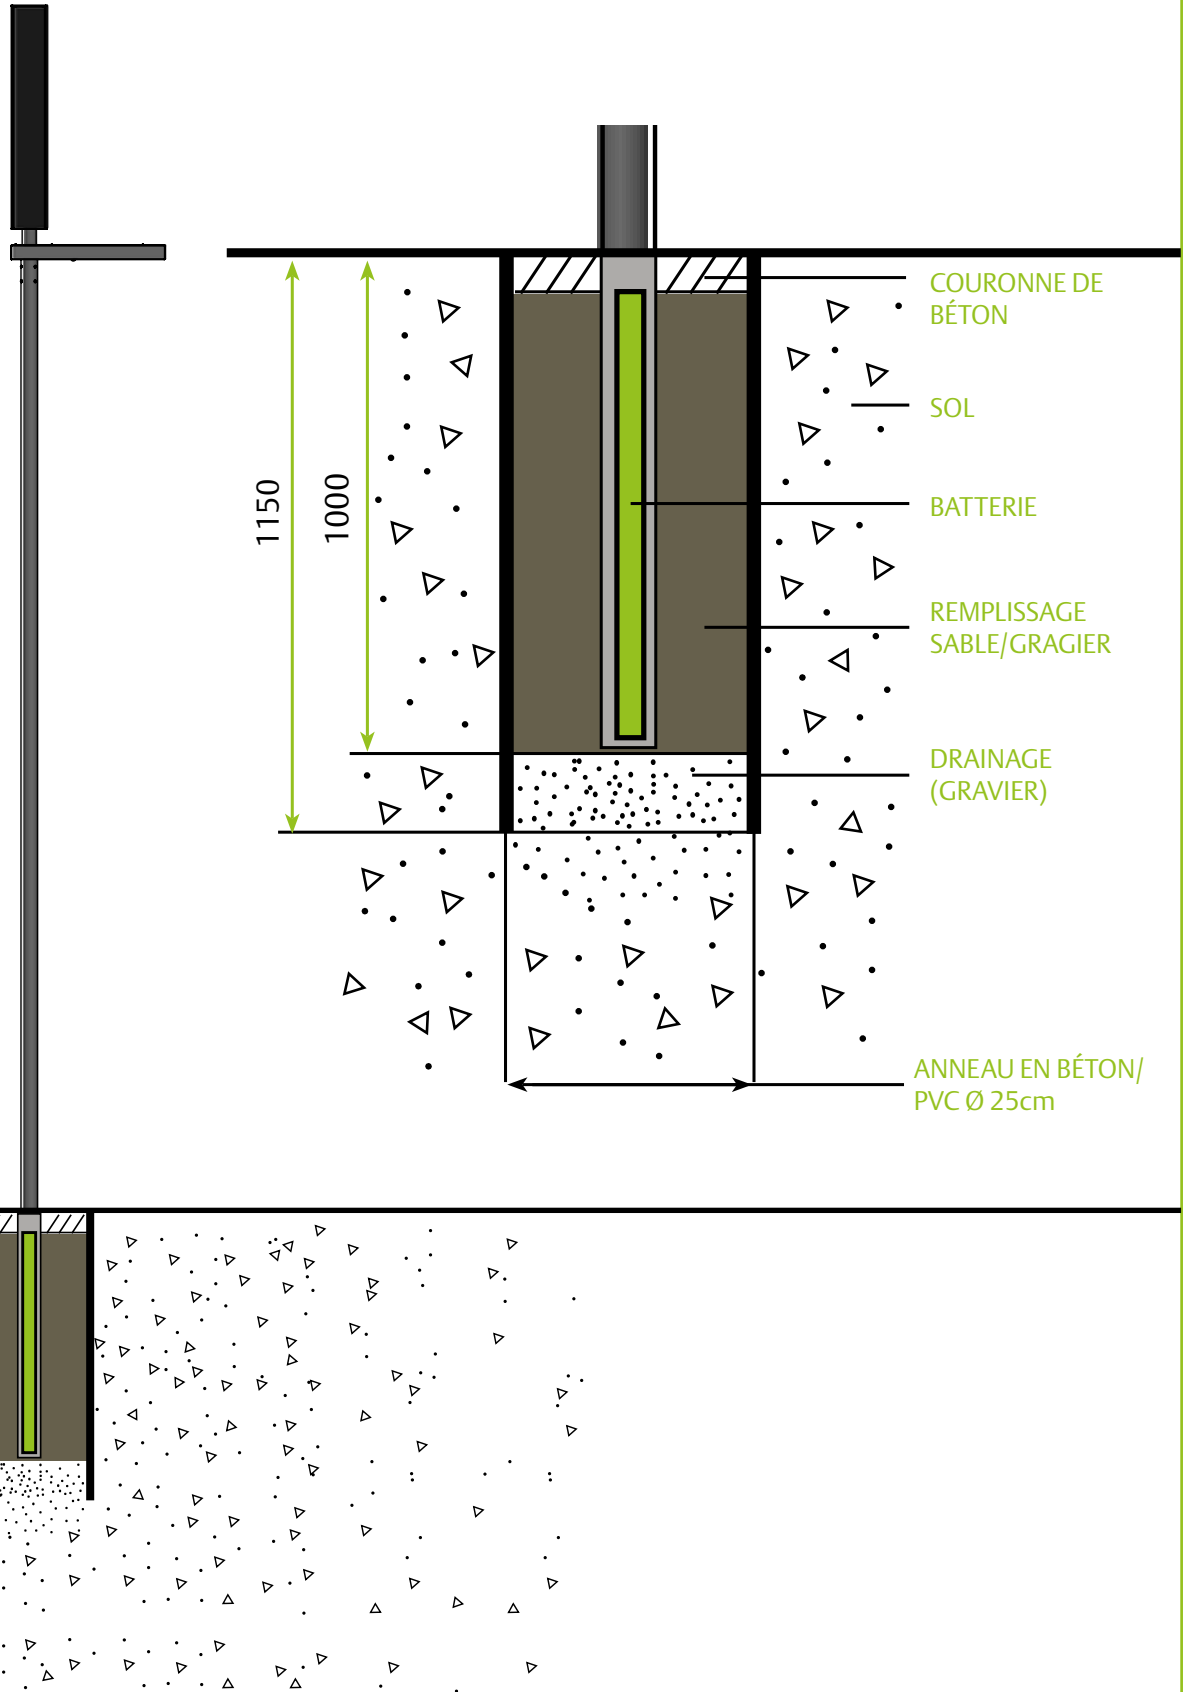 COURONNE DE
BÉTON
SOL
1150
1000
BATTERIE
REMPLISSAGE
SABLE/GRAGIER
DRAINAGE
(GRAVIER)
ANNEAU EN BÉTON/
PVC Ø 25cm